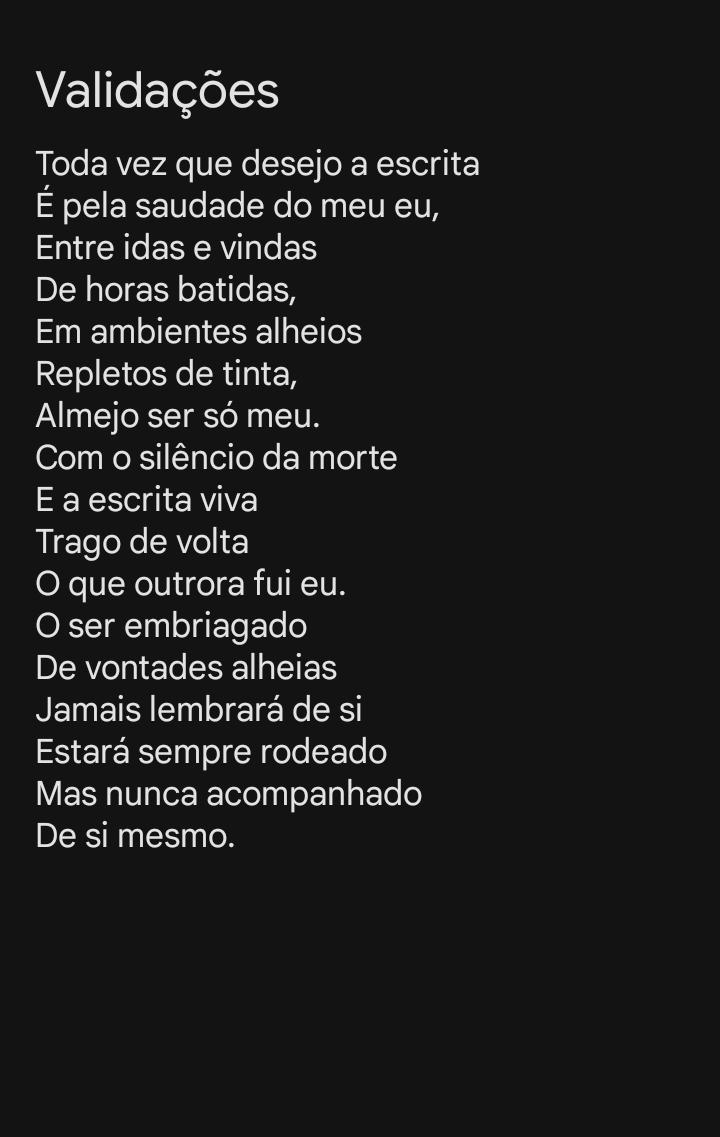 Validações
Toda vez que desejo a escrita
É pela saudade do meu eu,
Entre idas e vindas
De horas batidas,
Em ambientes alheios
Repletos de tinta,
Almejo ser só meu.
Com o silêncio da morte
E a escrita viva
Trago de volta
O que outrora fui eu.
O ser embriagado
De vontades alheias
Jamais lembrará de si
Estará sempre rodeado
Mas nunca acompanhado
De si mesmo.